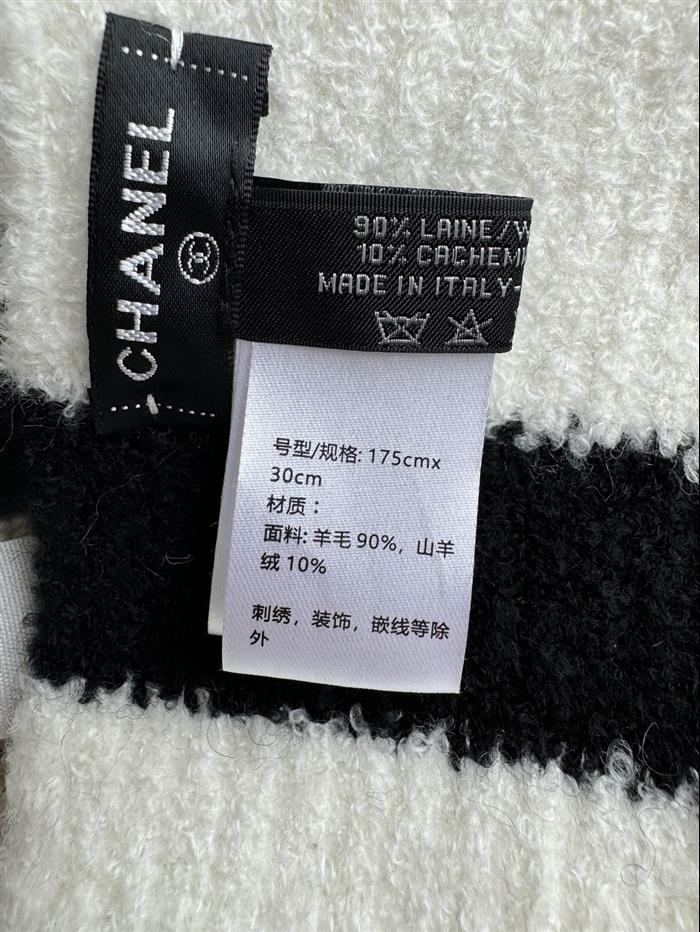 CHANEL
90% LAINE/W
10% CACHEMI
MADE IN ITALY-
号型/规格: 175cmx
30cm
材质：
面料: 羊毛 90%，山羊
绒 10%
刺绣，装饰，嵌线等除
外